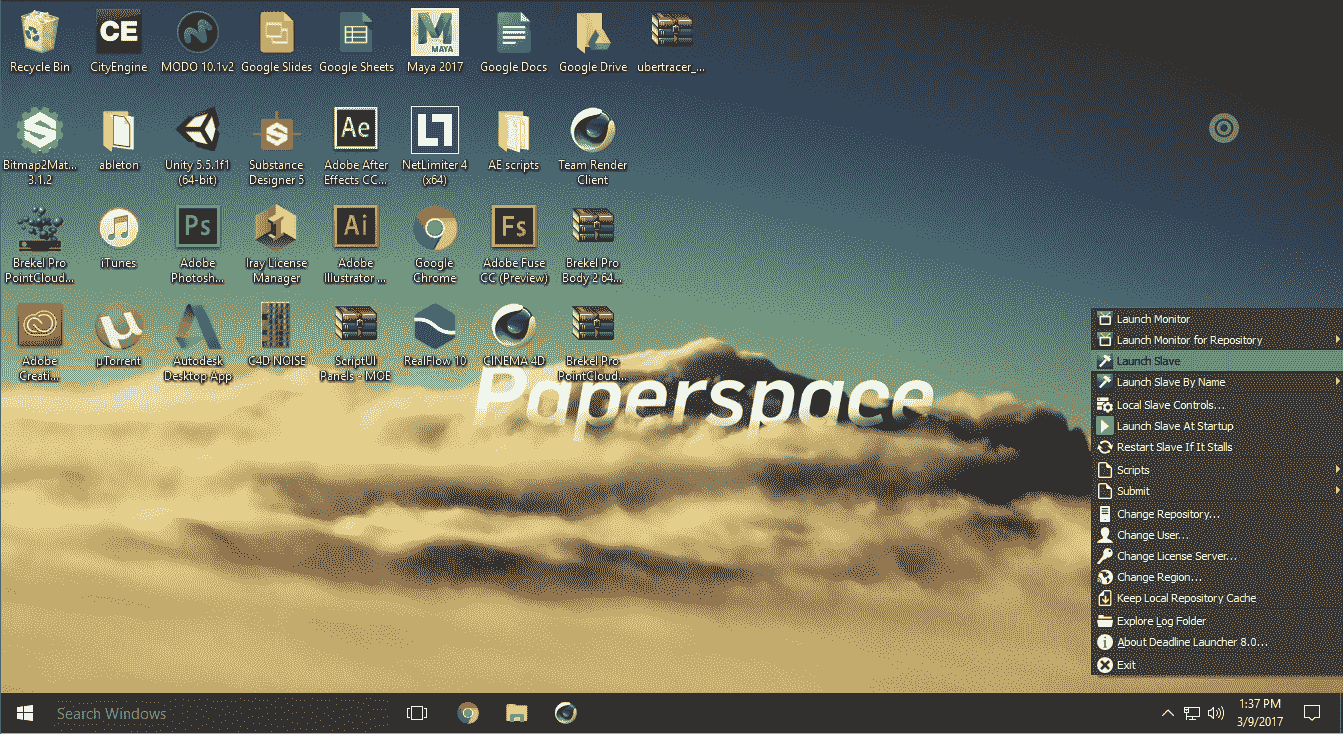 Recycle Bin
CityEngine
MODO 10.1v2
Google Slides
Google Sheets
Maya 2017
Google Docs
Google Drive
ubertracer_...
CE
M
MAYA
Bitmap2Mat...
3.1.2
ableton
Unity 5.5.1f1
(64-bit)
Substance
Designer 5
Ae
Adobe After
Effects CC...
NetLimiter 4
(x64)
AE scripts
Team Render
Client
Brekel Pro
PointCloud...
iTunes
Ps
Adobe
Photosh...
Iray License
Manager
Ai
Adobe
Illustrator ...
Google
Chrome
Fs
Adobe Fuse
CC (Preview)
Brekel Pro
Body 2 64...
Adobe
Creati...
µ
µTorrent
Autodesk
Desktop App
C4D NOISE
ScriptUI
Panels - MOE
RealFlow 10
CINEMA 4D
Brekel Pro
PointCloud...
Paperspace
Launch Monitor
Launch Monitor for Repository
Launch Slave
Launch Slave By Name
Local Slave Controls...
Launch Slave At Startup
Restart Slave If It Stalls
Scripts
Submit
Change Repository...
Change User...
Change License Server...
Change Region...
Keep Local Repository Cache
Explore Log Folder
About Deadline Launcher 8.0...
Exit
Search Windows
1:37 PM
3/9/2017